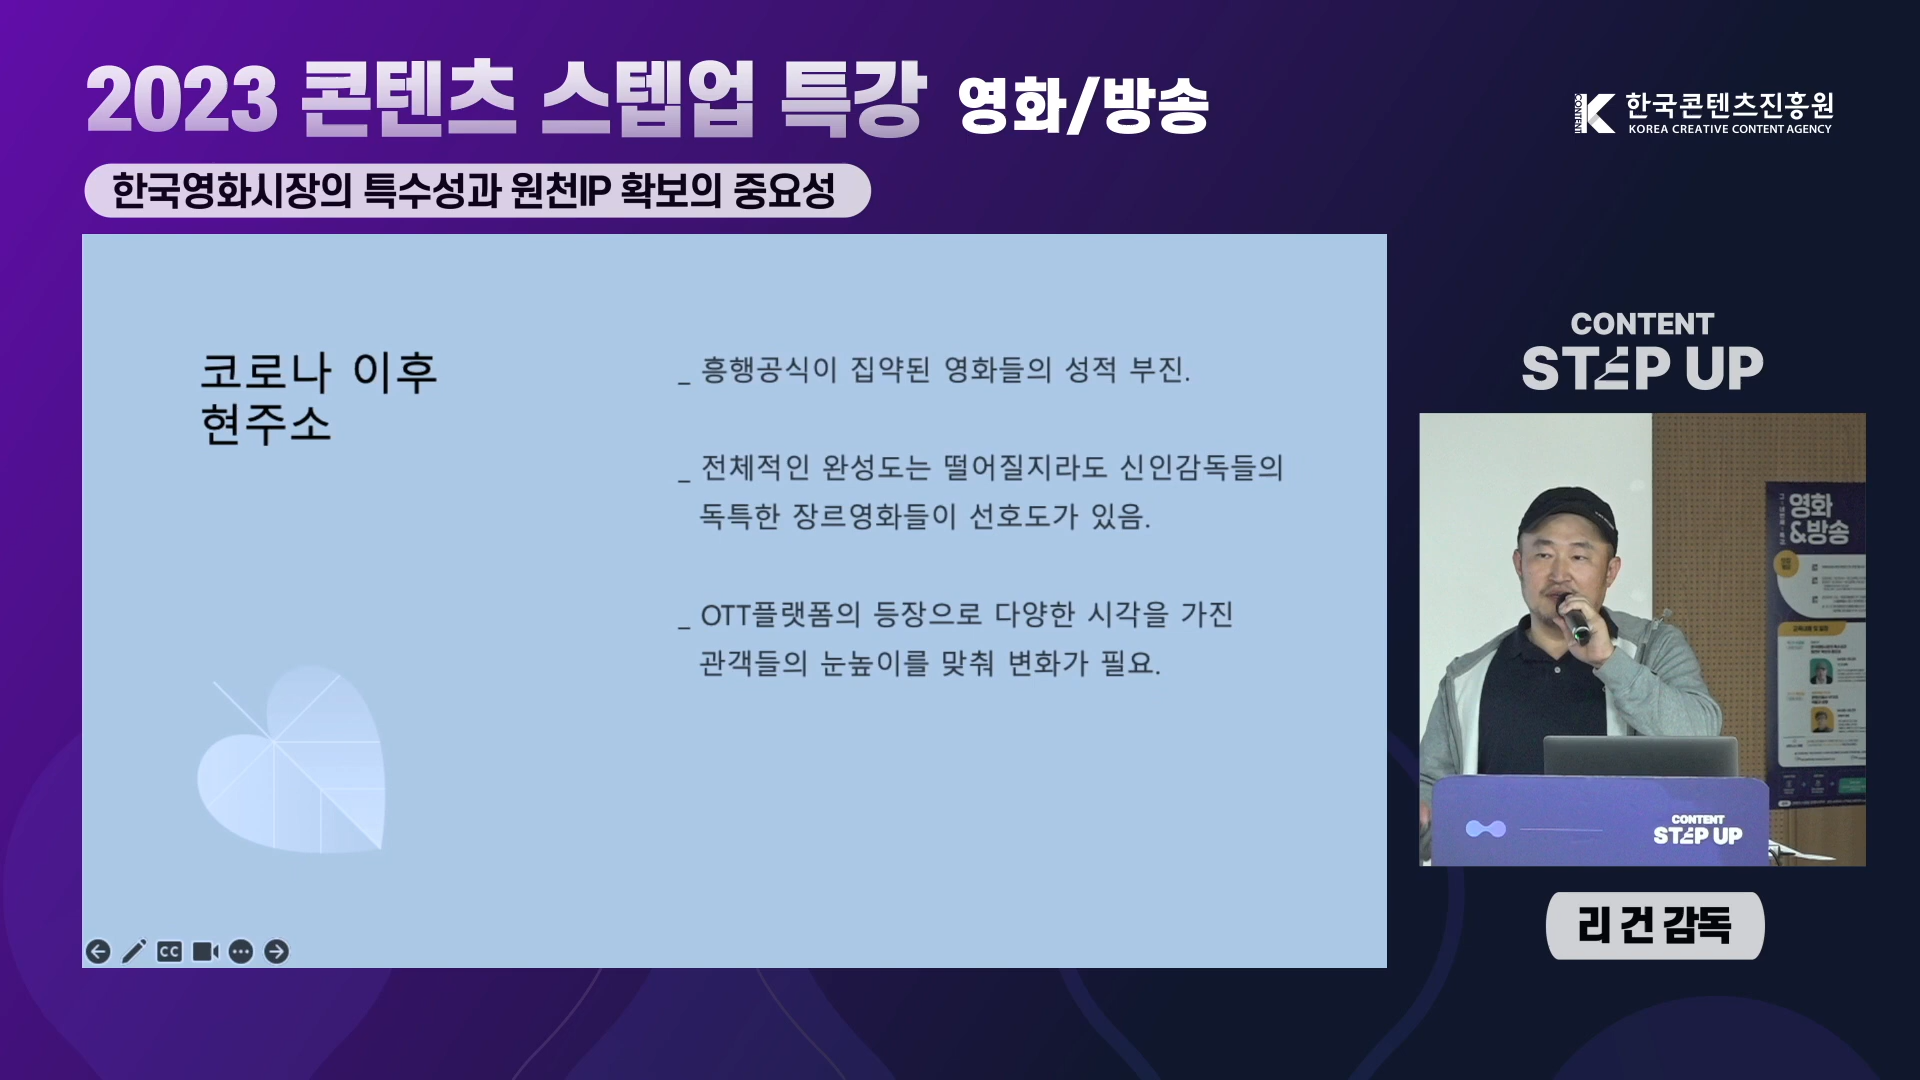 2023 콘텐츠 스텝업 특강 영화/방송
CONTENT
한국콘텐츠진흥원
KOREA CREATIVE CONTENT AGENCY
한국영화시장의 특수성과 원천IP 확보의 중요성
코로나 이후
현주소
_ 흥행공식이 집약된 영화들의 성적 부진.
_ 전체적인 완성도는 떨어질지라도 신인감독들의
독특한 장르영화들이 선호도가 있음.
_ OTT플랫폼의 등장으로 다양한 시각을 가진
관객들의 눈높이를 맞춰 변화가 필요.
CC
CONTENT
STEP UP
영화
&방송
CONTENT
STEP UP
리 건 감독